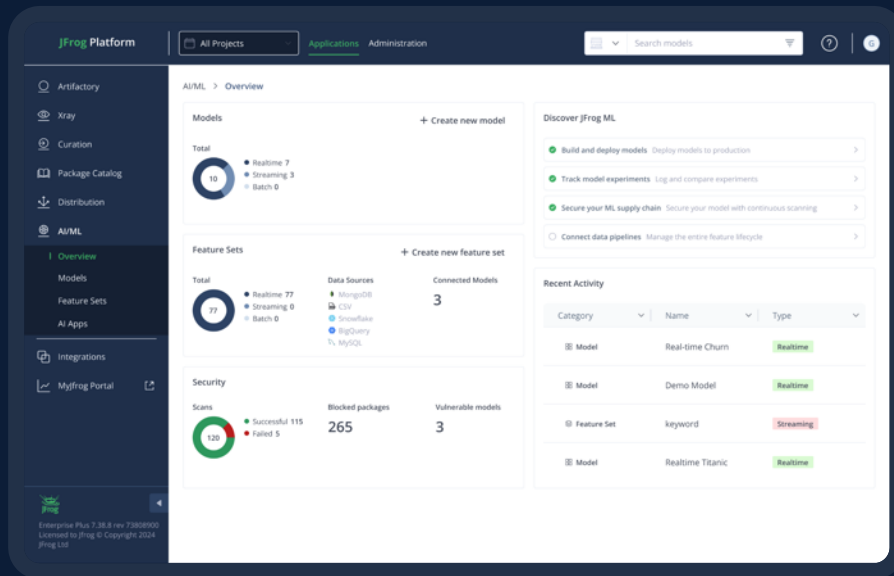 JFrog Platform
All Projects
Applications
Administration
Search models
?
G
Artifactory
Xray
Curation
Package Catalog
Distribution
AI/ML
Overview
Models
Feature Sets
AI Apps
Integrations
MyJfrog Portal
JFrog
Enterprise Plus 7.38.8 rev 73808900
Licensed to Jfrog © Copyright 2024
JFrog Ltd
AI/ML > Overview
Models
+ Create new model
Total
10
Realtime 7
Streaming 3
Batch 0
Feature Sets
+ Create new feature set
Total
77
Realtime 77
Streaming 0
Batch 0
Data Sources
MongoDB
CSV
Snowflake
BigQuery
MySQL
Connected Models
3
Security
Scans
120
Successful 115
Failed 5
Blocked packages
265
Vulnerable models
3
Discover JFrog ML
Build and deploy models Deploy models to production
Track model experiments Log and compare experiments
Secure your ML supply chain Secure your model with continuous scanning
Connect data pipelines Manage the entire feature lifecycle
Recent Activity
Category Name Type
Model Real-time Churn Realtime
Model Demo Model Realtime
Feature Set keyword Streaming
Model Realtime Titanic Realtime